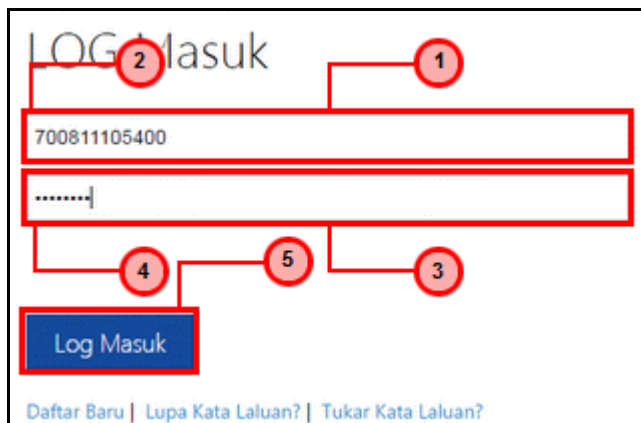 LOG Masuk
2
1
700811105400
........
4
3
5
Log Masuk
Daftar Baru | Lupa Kata Laluan? | Tukar Kata Laluan?